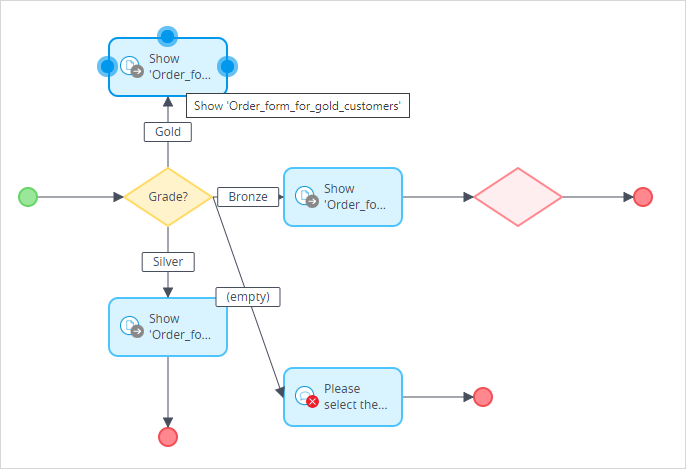 Show
'Order_fo...
Show 'Order_form_for_gold_customers'
Gold
Grade?
Bronze
Show
'Order_fo...
Silver
(empty)
Show
'Order_fo...
Please
select the...